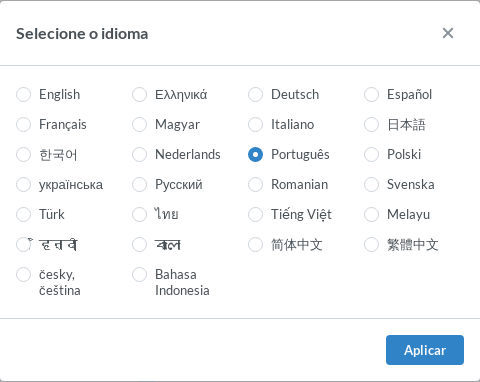 Selecione o idioma
English
Ελληνικά
Deutsch
Español
Français
Magyar
Italiano
日本語
한국어
Nederlands
Português
Polski
українська
Русский
Romanian
Svenska
Türk
ไทย
Tiếng Việt
Melayu
简体中文
繁體中文
česky,
čeština
Bahasa
Indonesia
Aplicar